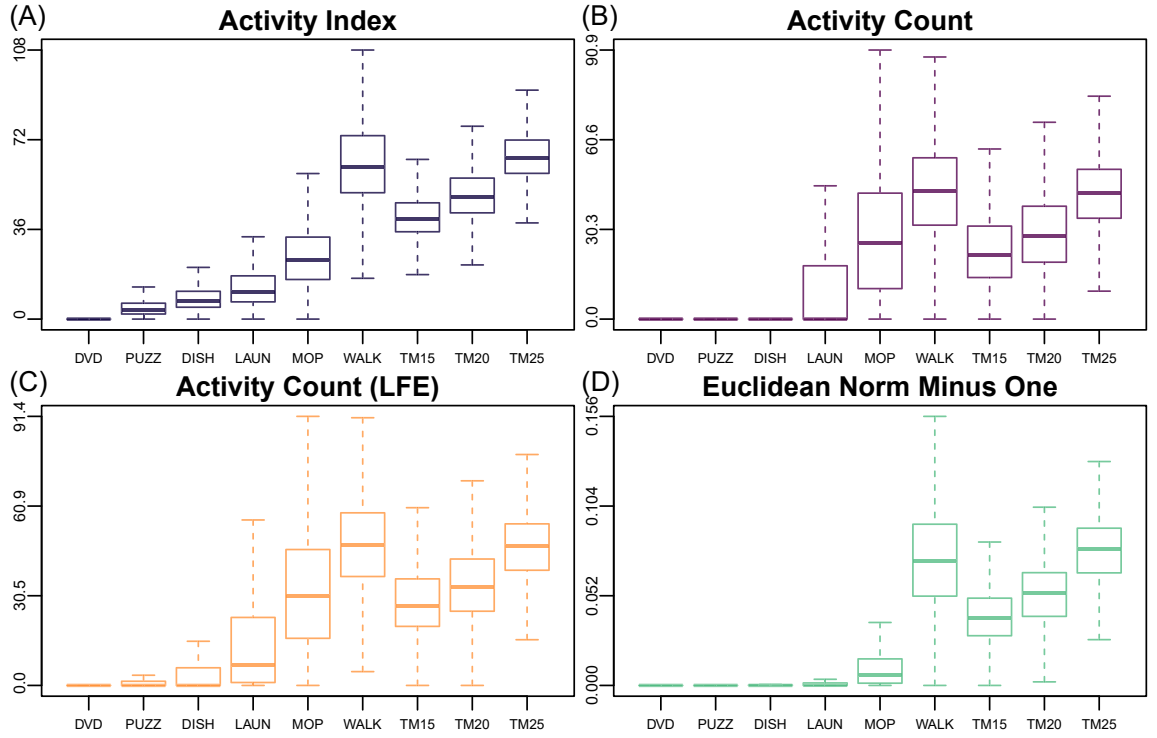 (A) Activity Index
108
72
36
0
DVD PUZZ DISH LAUN MOP WALK TM15 TM20 TM25
(B) Activity Count
90.9
60.6
30.3
0.0
DVD PUZZ DISH LAUN MOP WALK TM15 TM20 TM25
(C) Activity Count (LFE)
91.4
60.9
30.5
0.0
DVD PUZZ DISH LAUN MOP WALK TM15 TM20 TM25
(D) Euclidean Norm Minus One
0.156
0.104
0.052
0.000
DVD PUZZ DISH LAUN MOP WALK TM15 TM20 TM25